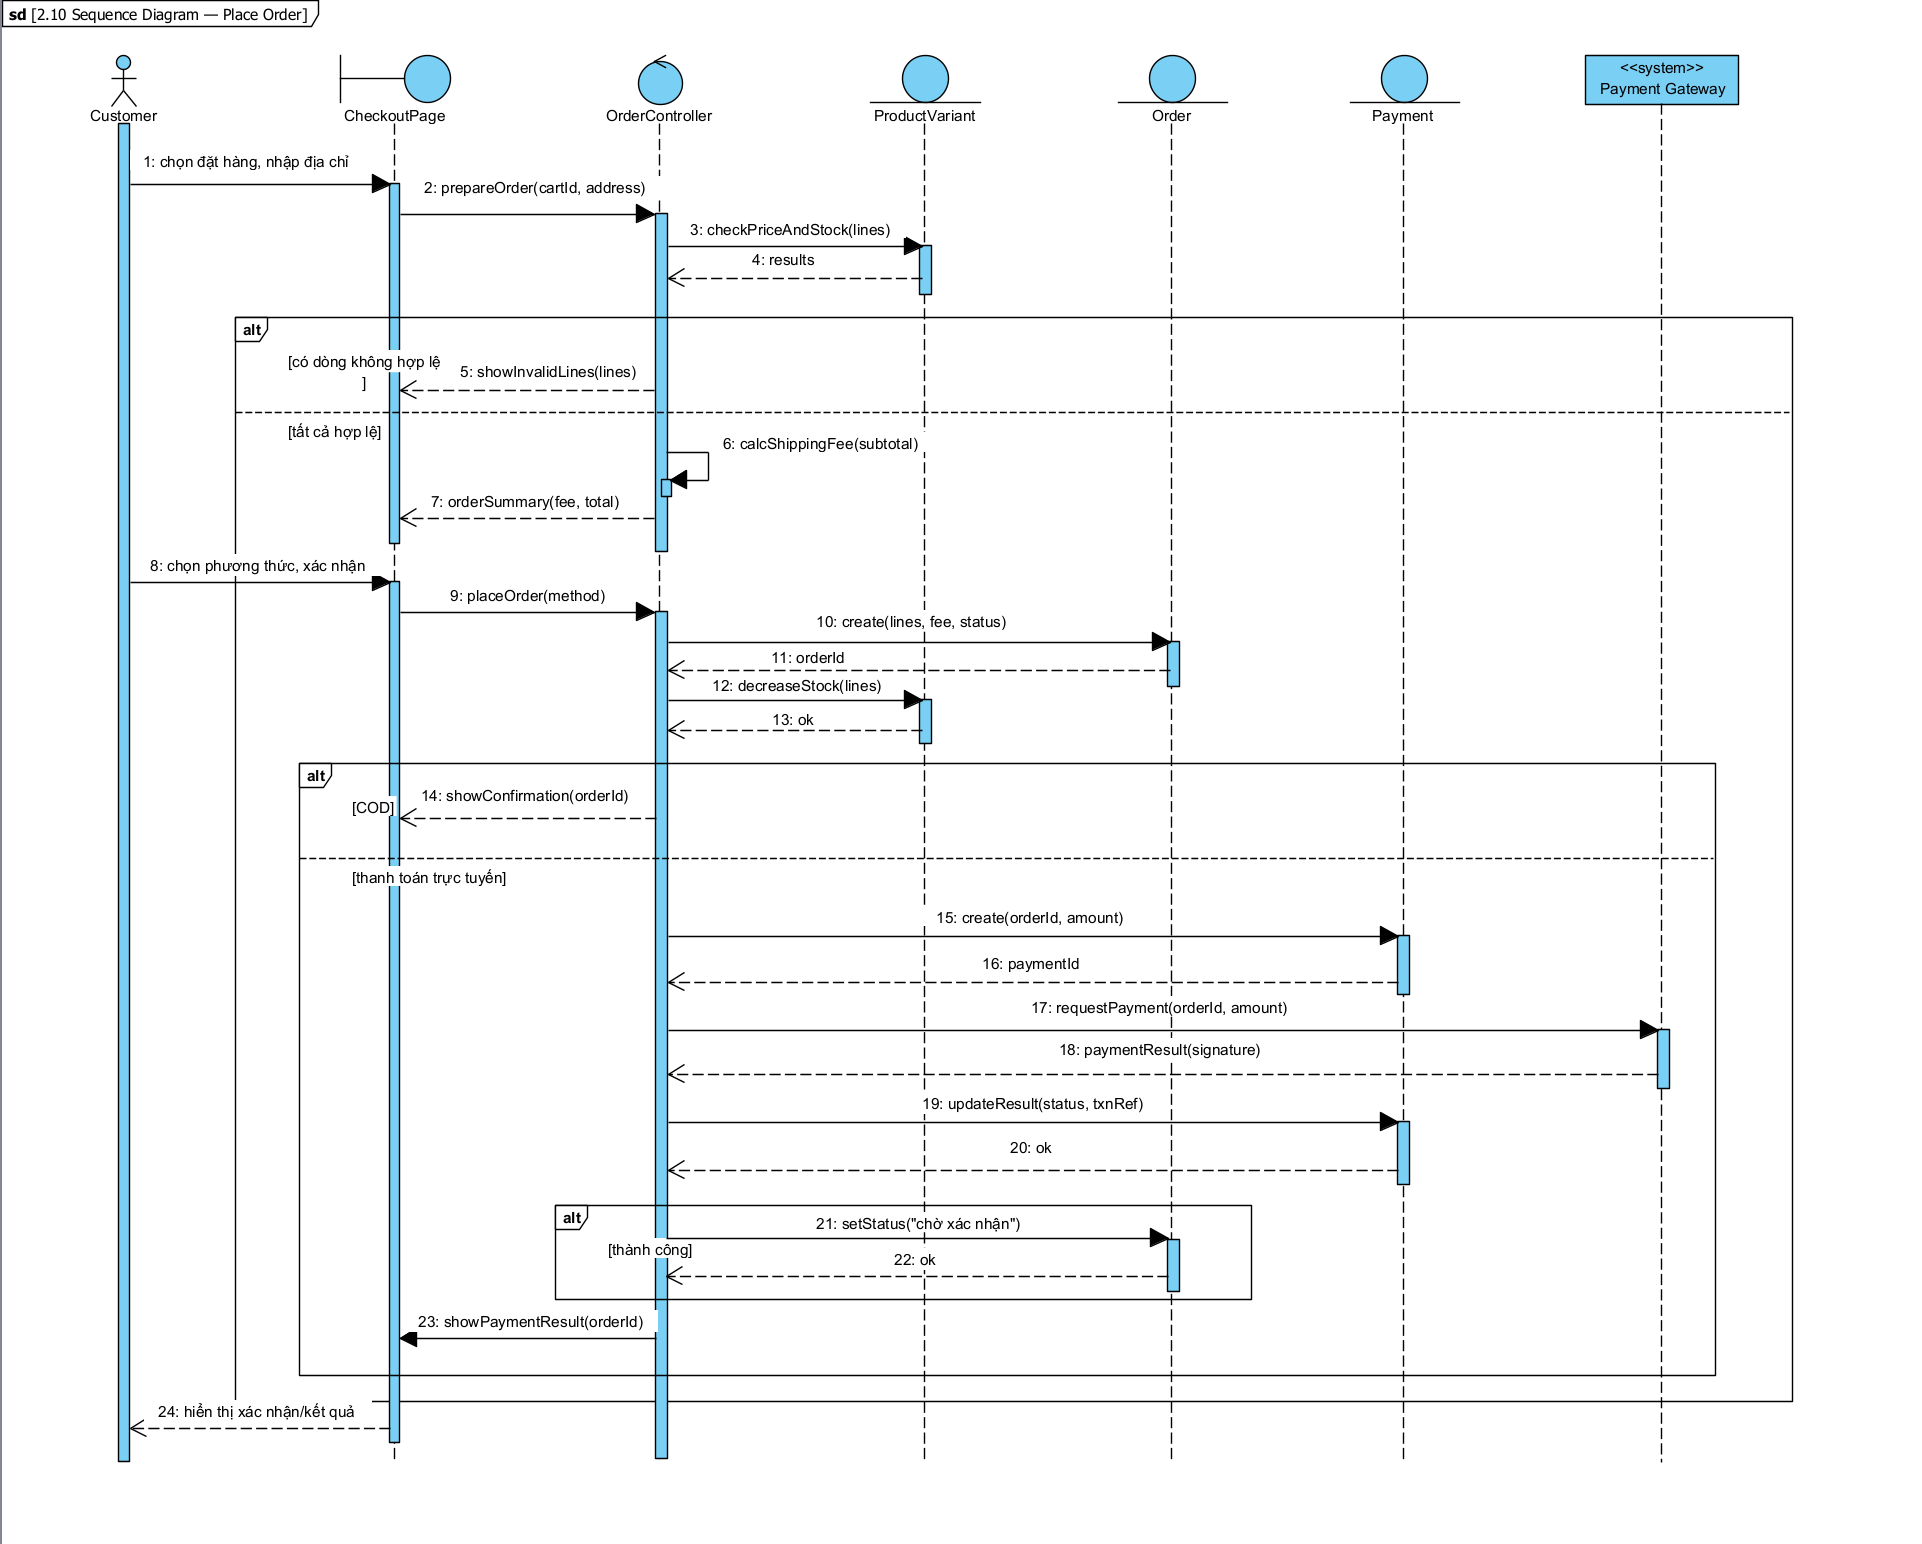 sd [2.10 Sequence Diagram — Place Order]
<<system>>
Payment Gateway
Customer
CheckoutPage
OrderController
ProductVariant
Order
Payment
1: chọn đặt hàng, nhập địa chỉ
2: prepareOrder(cartId, address)
3: checkPriceAndStock(lines)
4: results
alt
[có dòng không hợp lệ
]
5: showInvalidLines(lines)
[tất cả hợp lệ]
6: calcShippingFee(subtotal)
7: orderSummary(fee, total)
8: chọn phương thức, xác nhận
9: placeOrder(method)
10: create(lines, fee, status)
11: orderId
12: decreaseStock(lines)
13: ok
alt
14: showConfirmation(orderId)
[COD]
[thanh toán trực tuyến]
15: create(orderId, amount)
16: paymentId
17: requestPayment(orderId, amount)
18: paymentResult(signature)
19: updateResult(status, txnRef)
20: ok
alt
21: setStatus("chờ xác nhận")
[thành công]
22: ok
23: showPaymentResult(orderId)
24: hiển thị xác nhận/kết quả